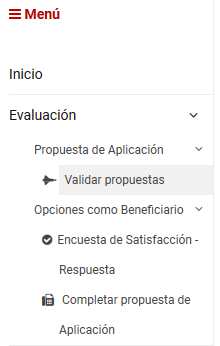 Menú
Inicio
Evaluación
Propuesta de Aplicación
Validar propuestas
Opciones como Beneficiario
Encuesta de Satisfacción -
Respuesta
Completar propuesta de
Aplicación